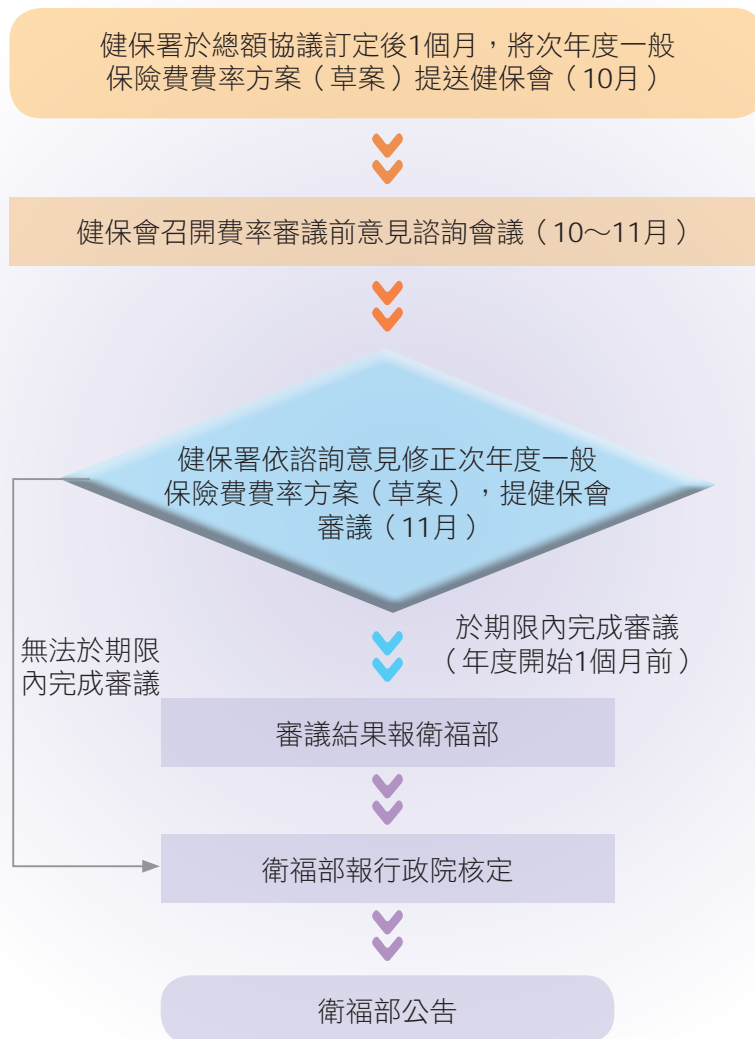 健保署於總額協議訂定後1個月，將次年度一般
保險費費率方案（草案）提送健保會（10月）
健保會召開費率審議前意見諮詢會議（10～11月）
健保署依諮詢意見修正次年度一般
保險費費率方案（草案），提健保會
審議（11月）
於期限內完成審議
（年度開始1個月前）
無法於期限
內完成審議
審議結果報衛福部
衛福部報行政院核定
衛福部公告